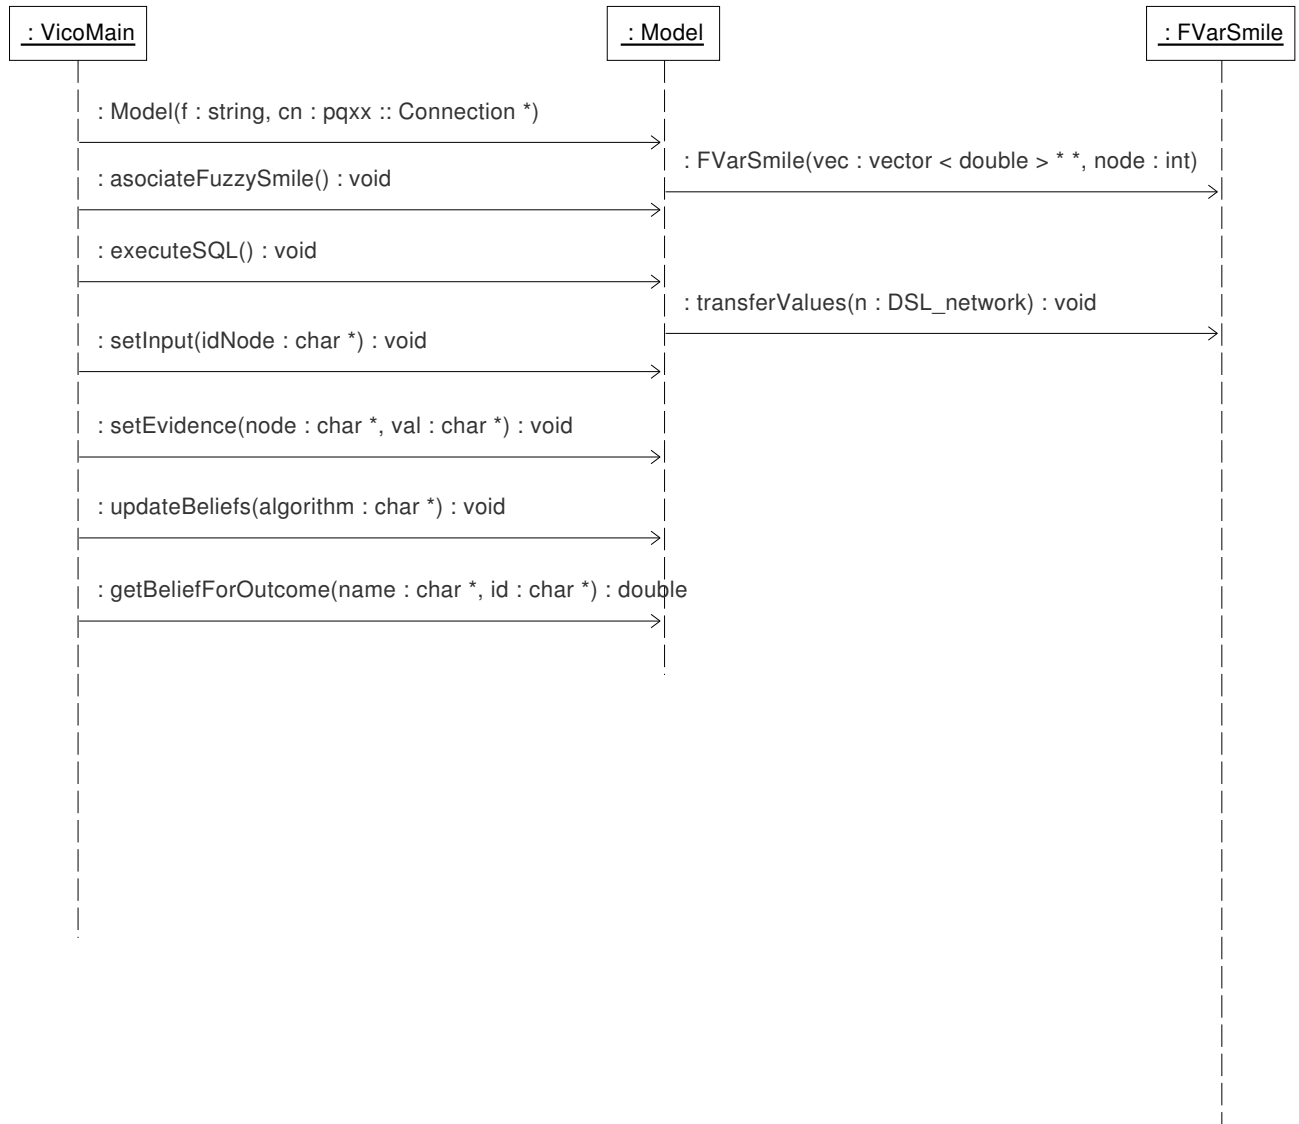 : VicoMain
: Model
: FVarSmile
: Model(f : string, cn : pqxx :: Connection *)
: FVarSmile(vec : vector < double > * *, node : int)
: asociateFuzzySmile() : void
: executeSQL() : void
: transferValues(n : DSL_network) : void
: setInput(idNode : char *) : void
: setEvidence(node : char *, val : char *) : void
: updateBeliefs(algorithm : char *) : void
: getBeliefForOutcome(name : char *, id : char *) : double